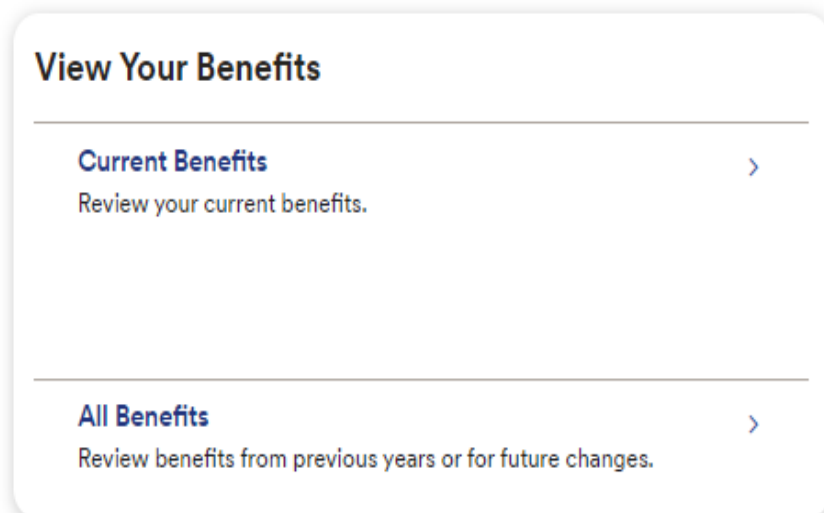 View Your Benefits
Current Benefits
Review your current benefits.
All Benefits
Review benefits from previous years or for future changes.